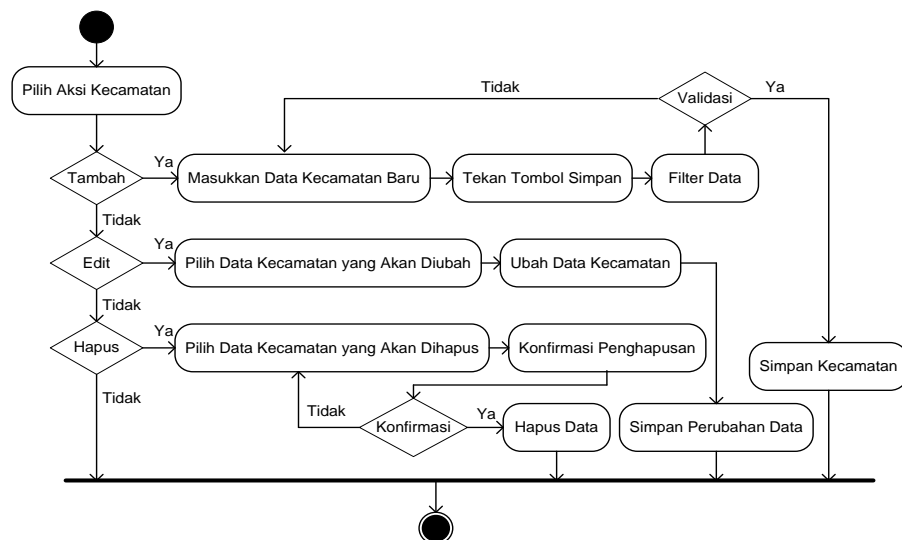 Pilih Aksi Kecamatan
Tidak
Validasi
Ya
Tambah
Ya
Masukkan Data Kecamatan Baru
Tekan Tombol Simpan
Filter Data
Tidak
Edit
Ya
Pilih Data Kecamatan yang Akan Diubah
Ubah Data Kecamatan
Tidak
Hapus
Ya
Pilih Data Kecamatan yang Akan Dihapus
Konfirmasi Penghapusan
Simpan Kecamatan
Tidak
Tidak
Konfirmasi
Ya
Hapus Data
Simpan Perubahan Data